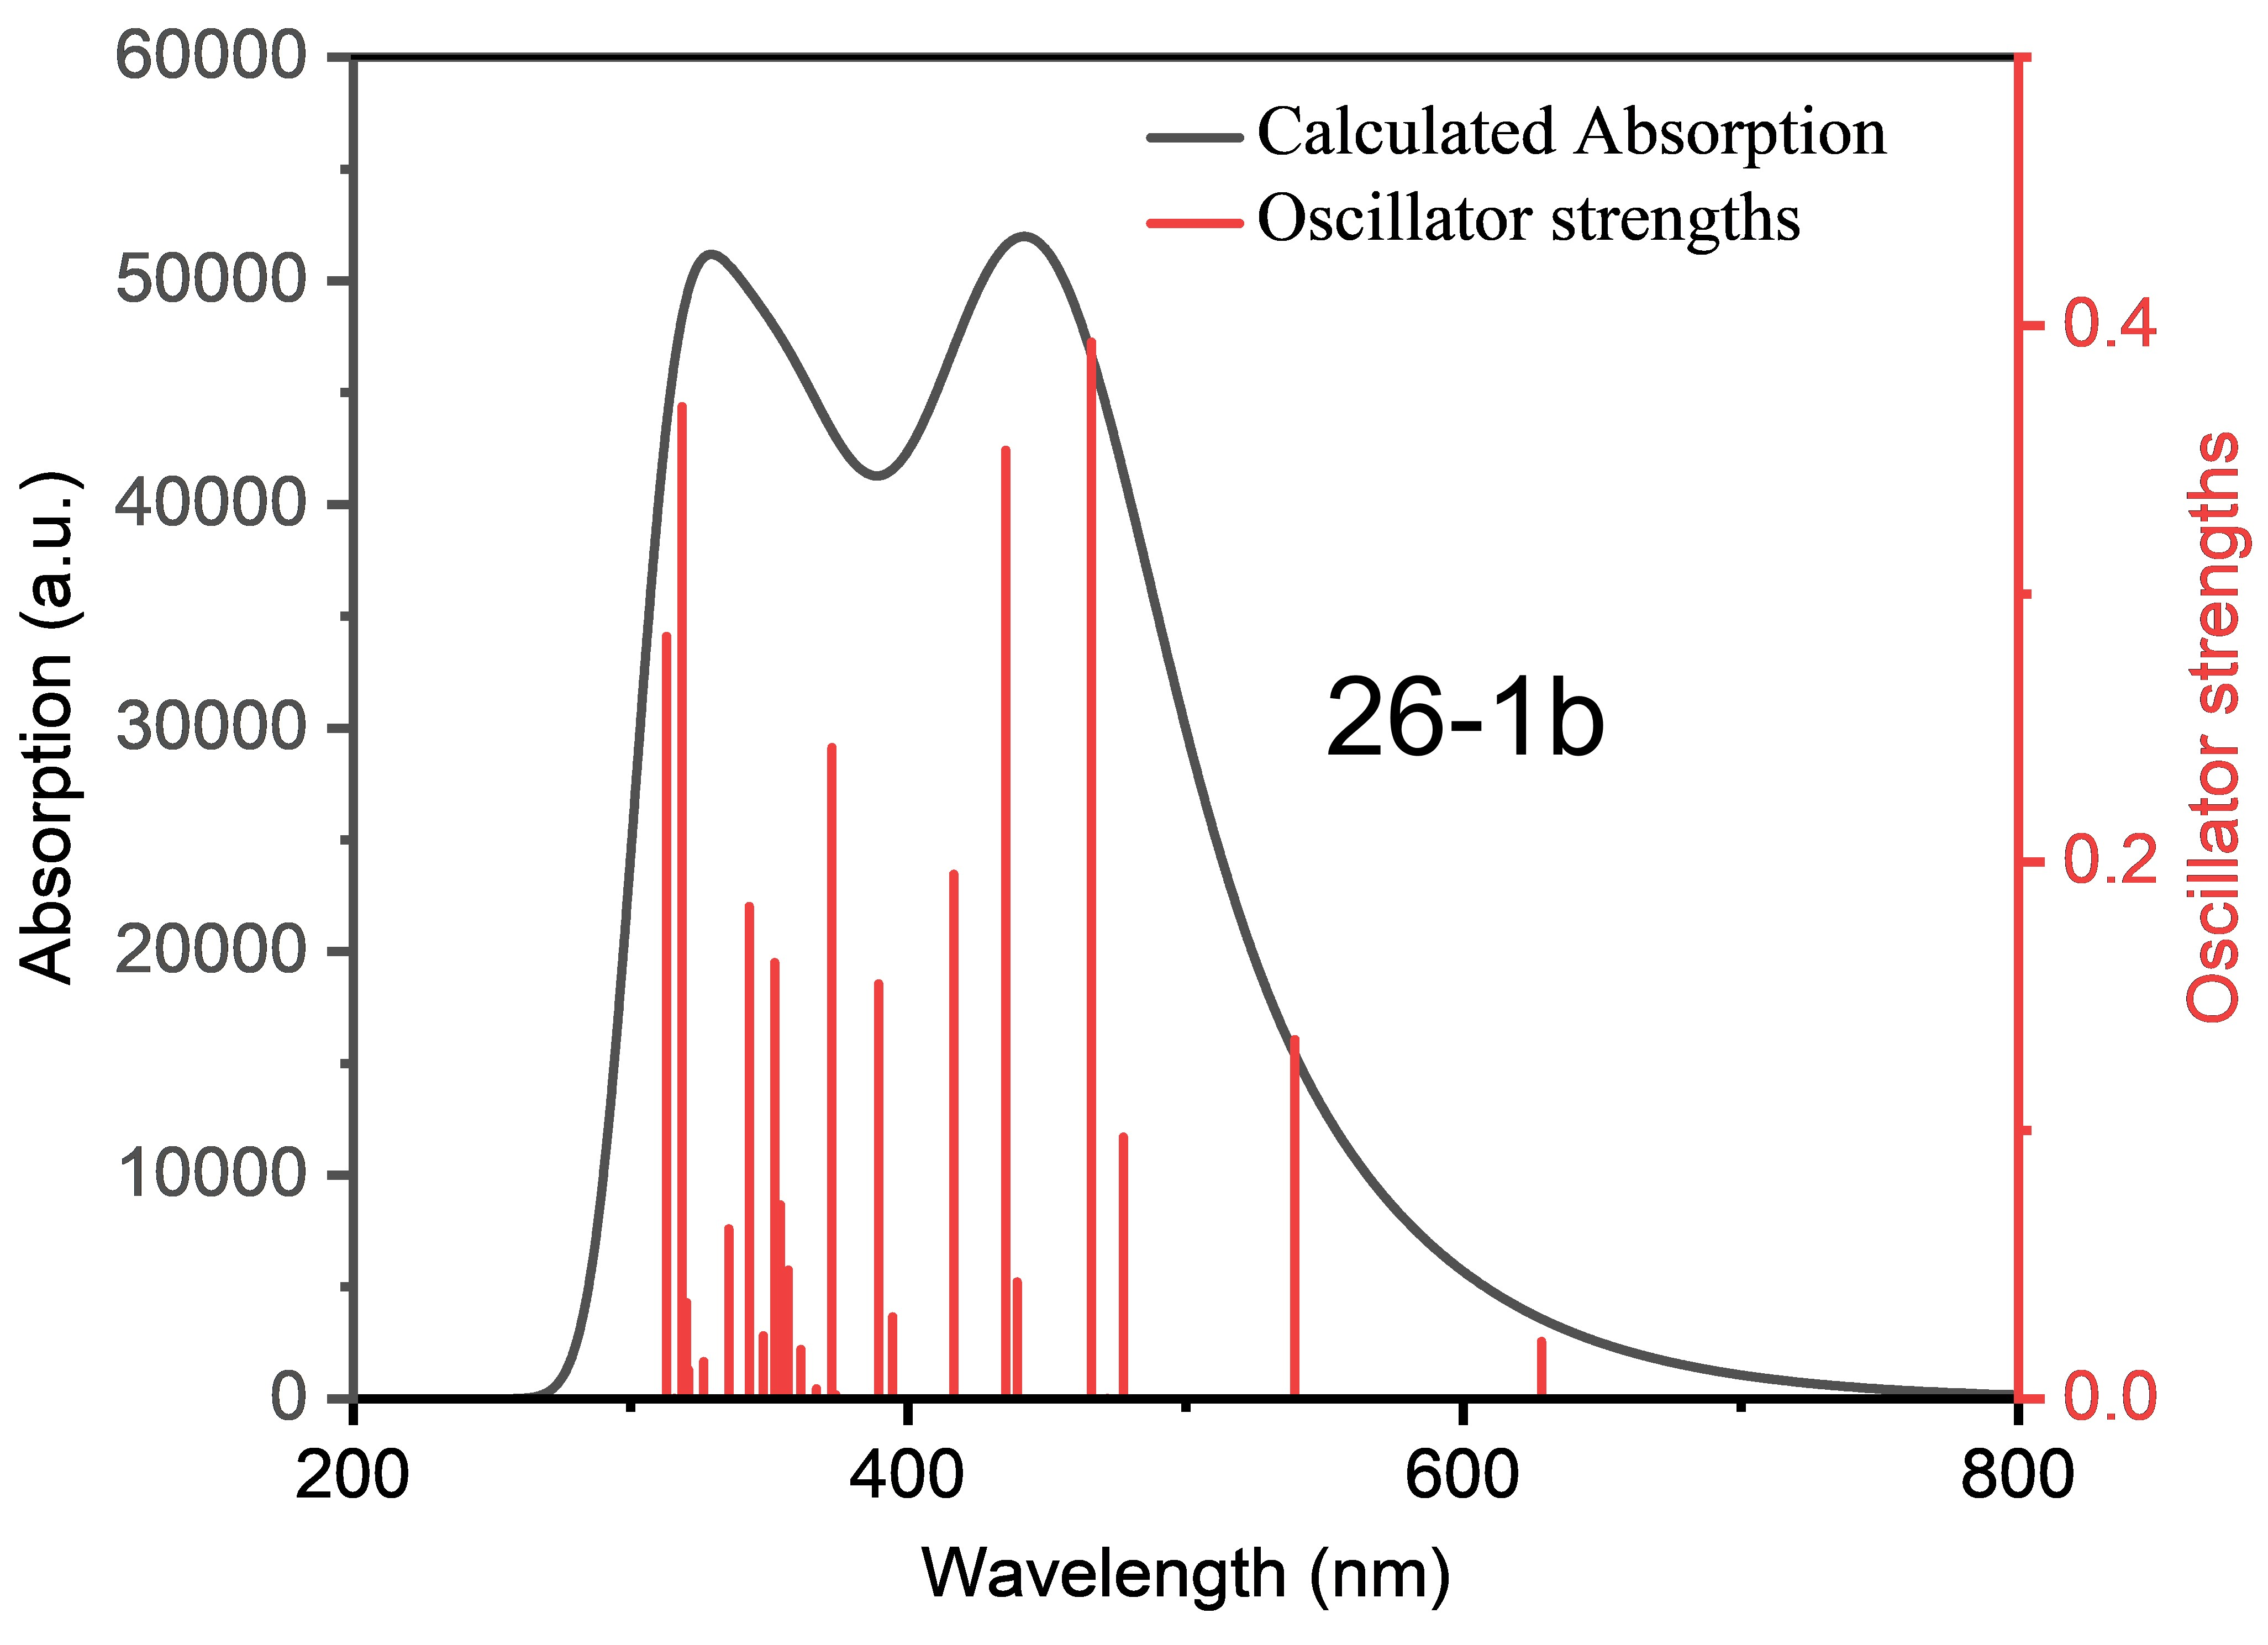 60000
50000
40000
30000
20000
10000
0
Absorption (a.u.)
Calculated Absorption
Oscillator strengths
26-1b
0.4
0.2
0.0
Oscillator strengths
200
400
600
800
Wavelength (nm)